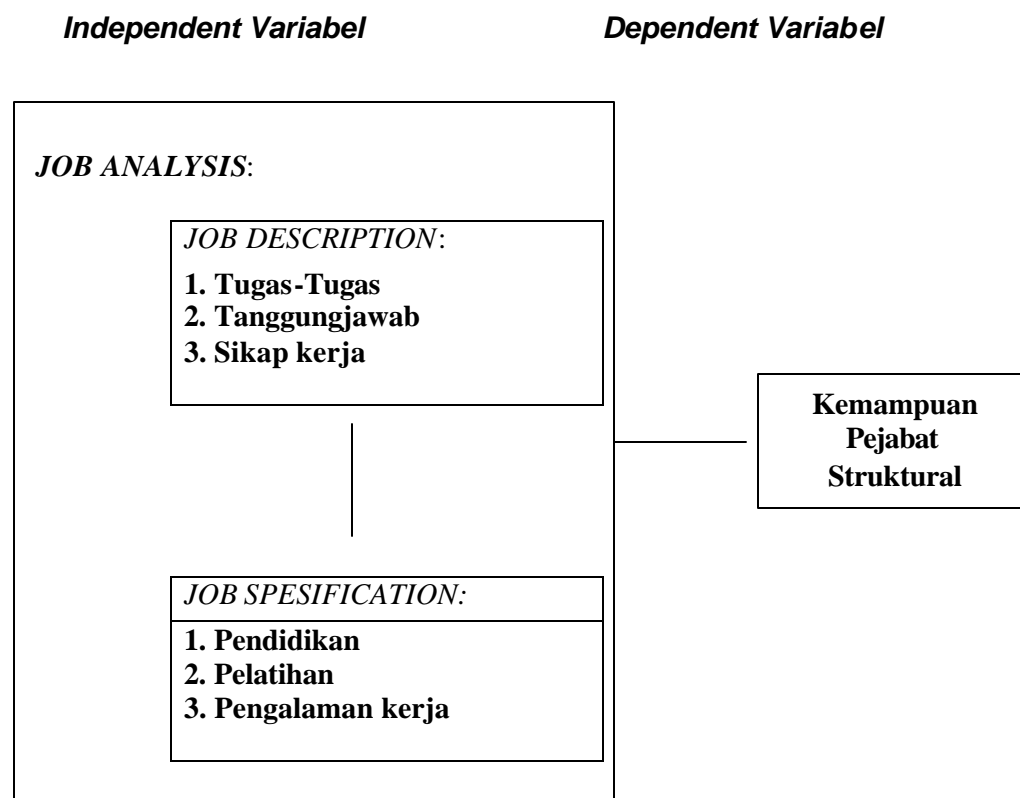 Independent Variabel
Dependent Variabel
JOB ANALYSIS:
JOB DESCRIPTION:
1. Tugas-Tugas
2. Tanggungjawab
3. Sikap kerja
Kemampuan
Pejabat
Struktural
JOB SPESIFICATION:
1. Pendidikan
2. Pelatihan
3. Pengalaman kerja